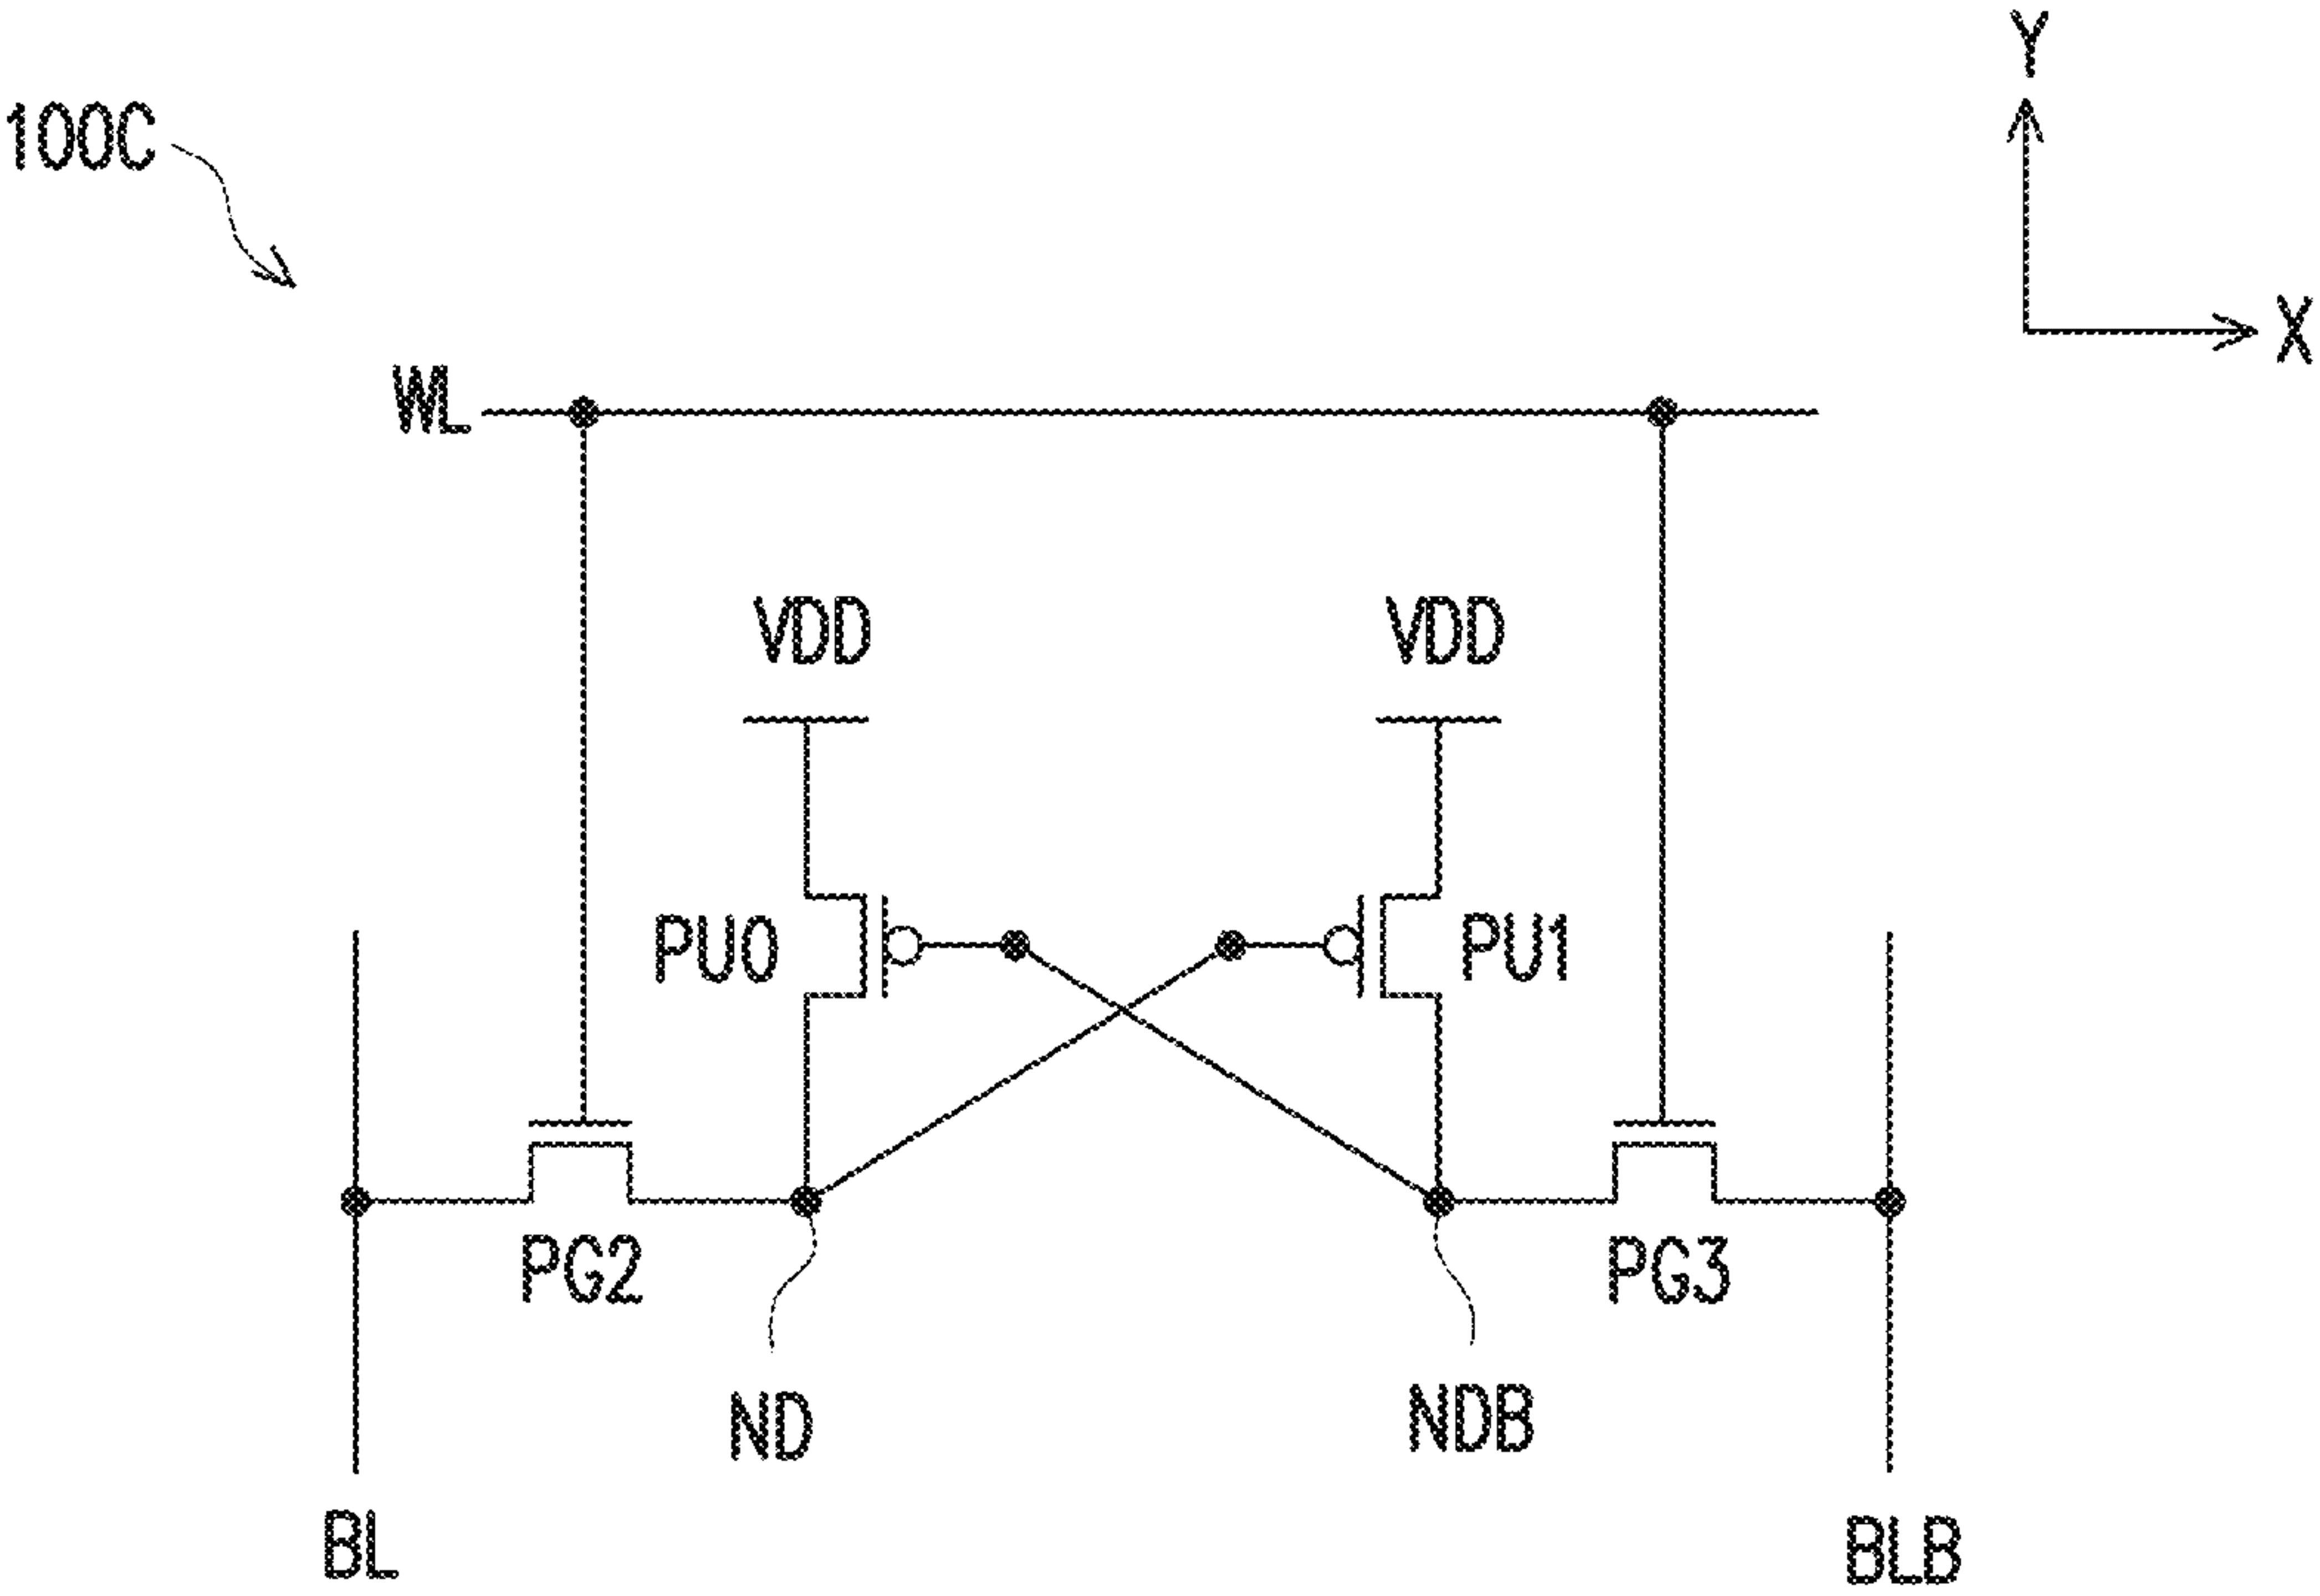 Y
100C
X
WL
VDD VDD
PU0 PU1
PG2 PG3
ND NDB
BL BLB